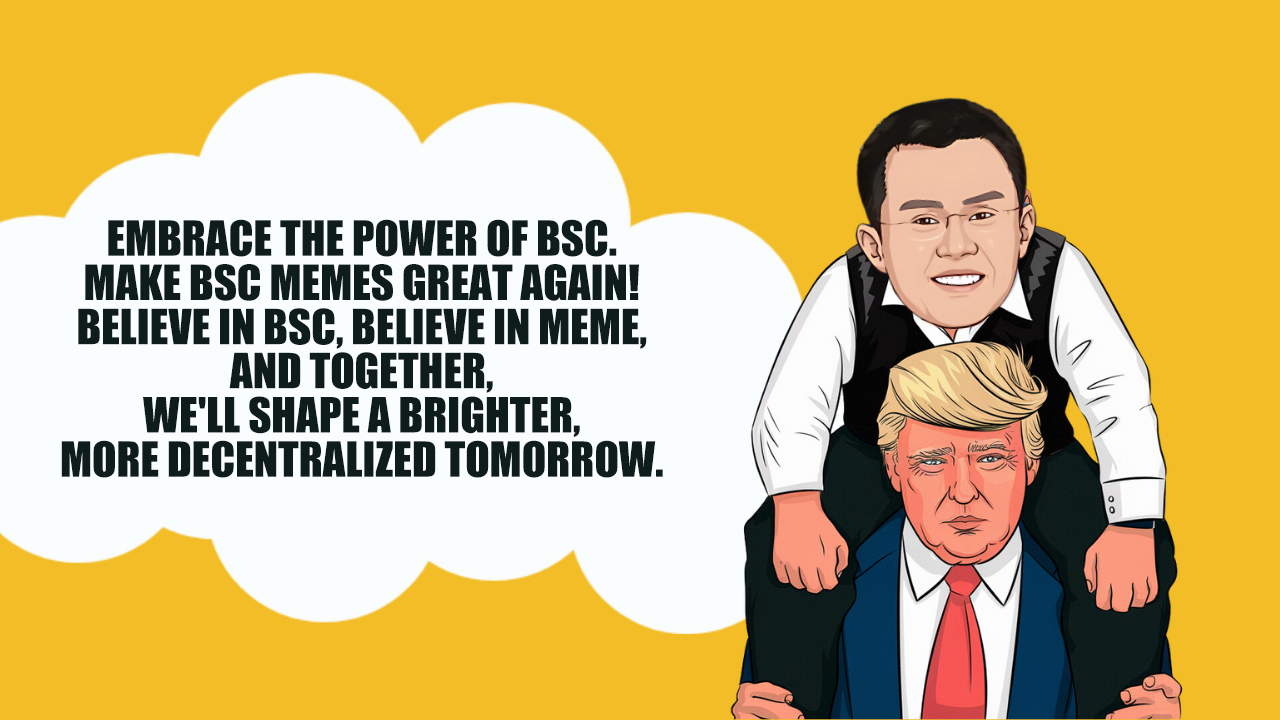 EMBRACE THE POWER OF BSC.
MAKE BSC MEMES GREAT AGAIN!
BELIEVE IN BSC, BELIEVE IN MEME,
AND TOGETHER,
WE'LL SHAPE A BRIGHTER,
MORE DECENTRALIZED TOMORROW.